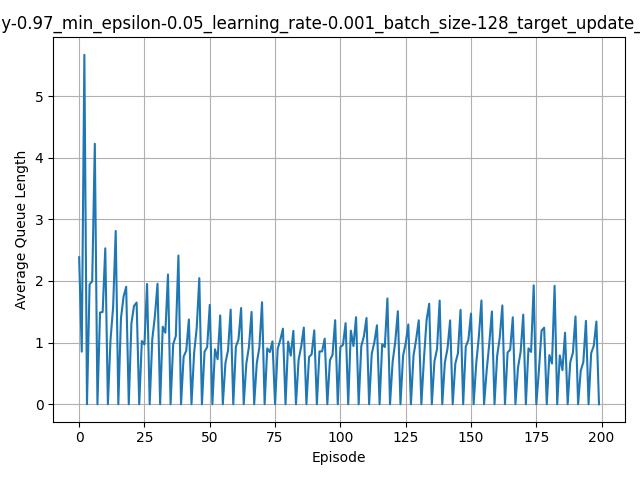 y-0.97_min_epsilon-0.05_learning_rate-0.001_batch_size-128_target_update_
5
4
3
2
1
0
Average Queue Length
0 25 50 75 100 125 150 175 200
Episode